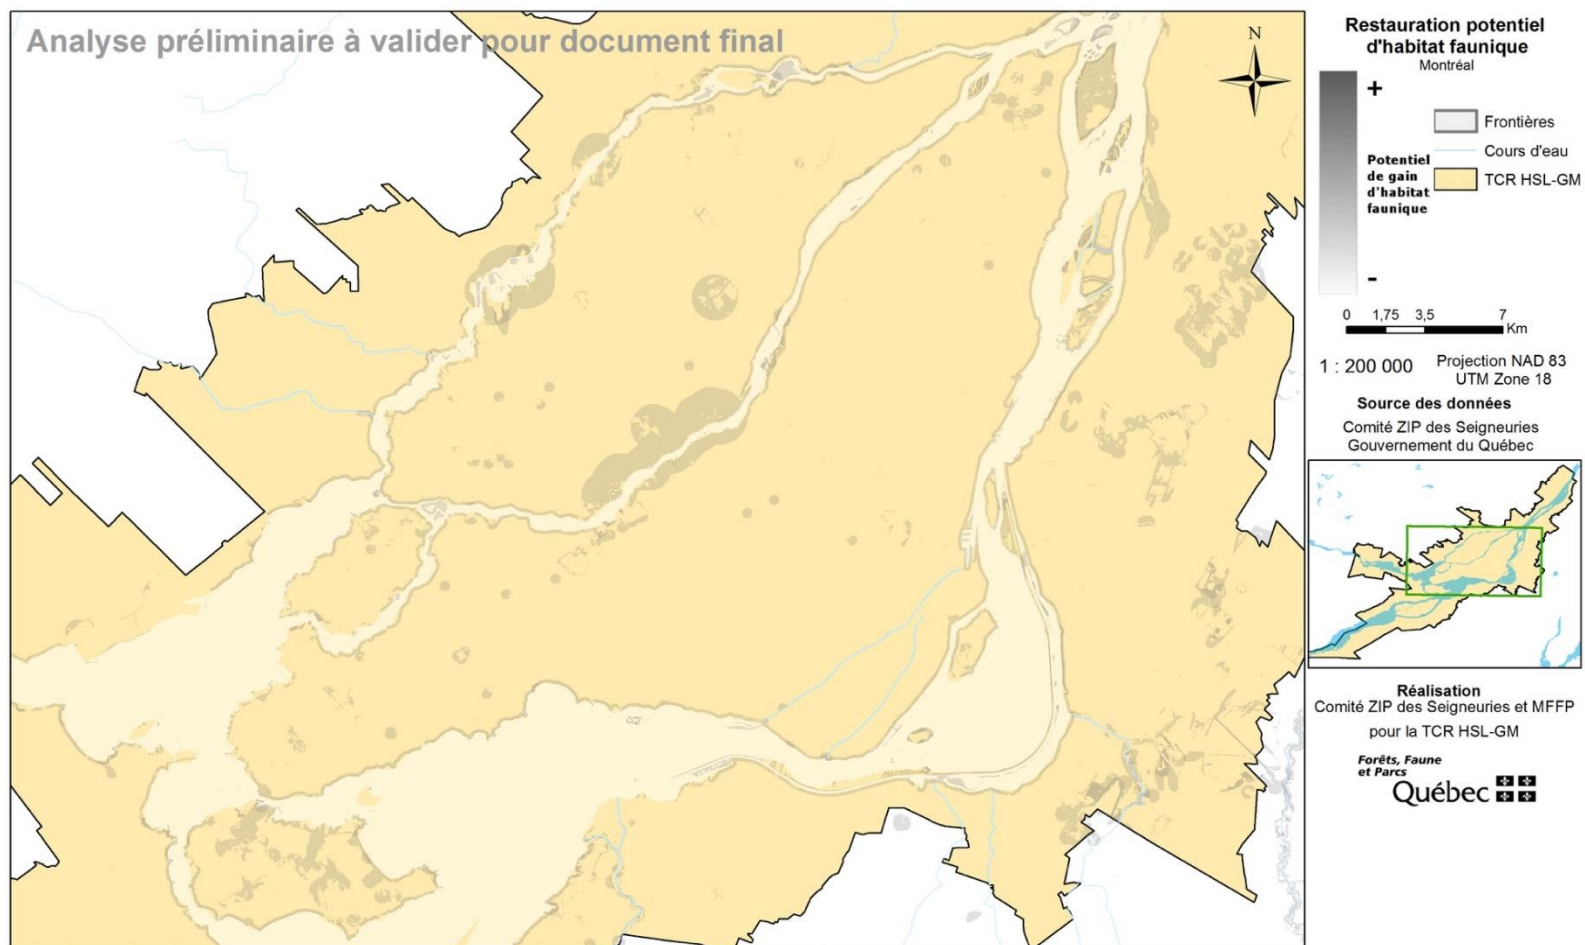 Analyse préliminaire à valider pour document final
N
Restauration potentiel
d'habitat faunique
Montréal
+
Potentiel
de gain
d'habitat
faunique
-
Frontières
Cours d'eau
TCR HSL-GM
0 1,75 3,5 7
Km
1 : 200 000
Projection NAD 83
UTM Zone 18
Source des données
Comité ZIP des Seigneuries
Gouvernement du Québec
Réalisation
Comité ZIP des Seigneuries et MFFP
pour la TCR HSL-GM
Forêts, Faune
et Parcs
Québec